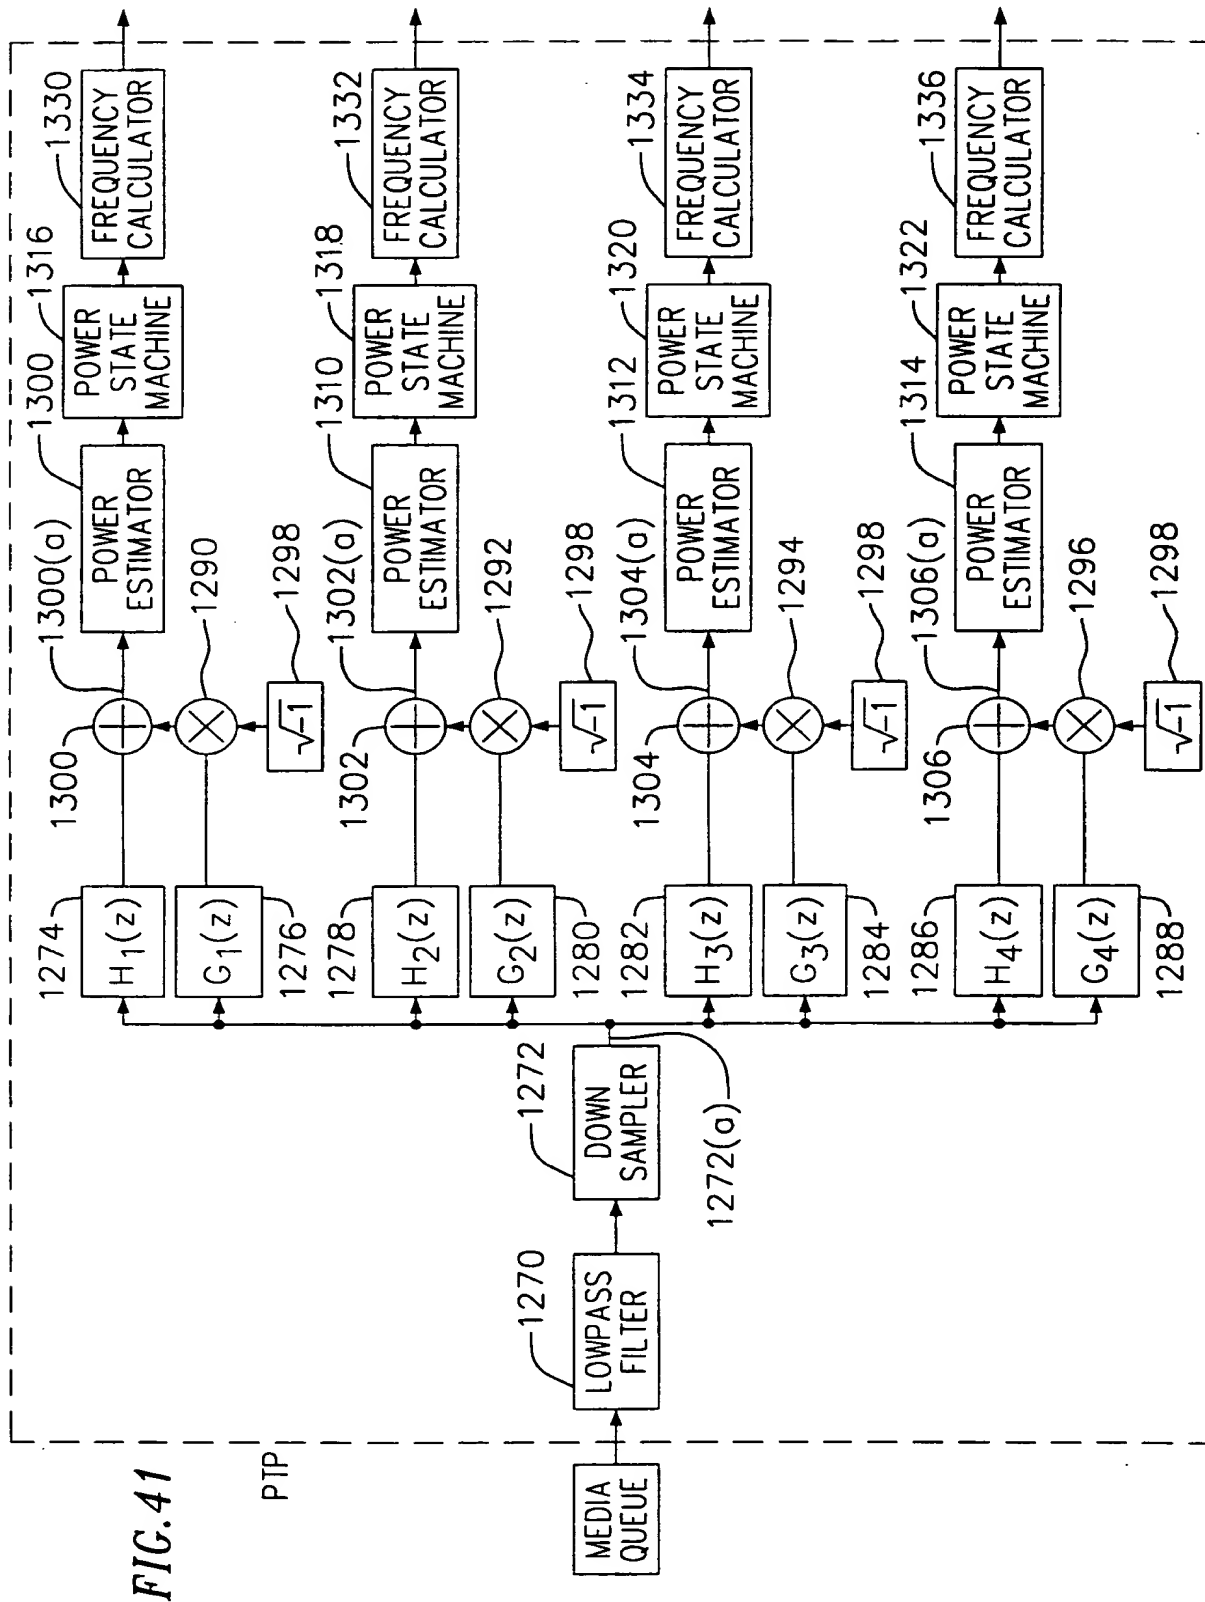 FIG. 41
PTP
MEDIA
QUEUE
1270
LOWPASS
FILTER
1272
DOWN
SAMPLER
1272(a)
1274
H1(z)
1276
G1(z)
1300
1300(a)
1290
√-1
1298
1300
POWER
ESTIMATOR
1316
POWER
STATE
MACHINE
1330
FREQUENCY
CALCULATOR
1278
H2(z)
1280
G2(z)
1302
1302(a)
1292
√-1
1298
1310
POWER
ESTIMATOR
1318
POWER
STATE
MACHINE
1332
FREQUENCY
CALCULATOR
1282
H3(z)
1284
G3(z)
1304
1304(a)
1294
√-1
1298
1312
POWER
ESTIMATOR
1320
POWER
STATE
MACHINE
1334
FREQUENCY
CALCULATOR
1286
H4(z)
1288
G4(z)
1306
1306(a)
1296
√-1
1298
1314
POWER
ESTIMATOR
1322
POWER
STATE
MACHINE
1336
FREQUENCY
CALCULATOR